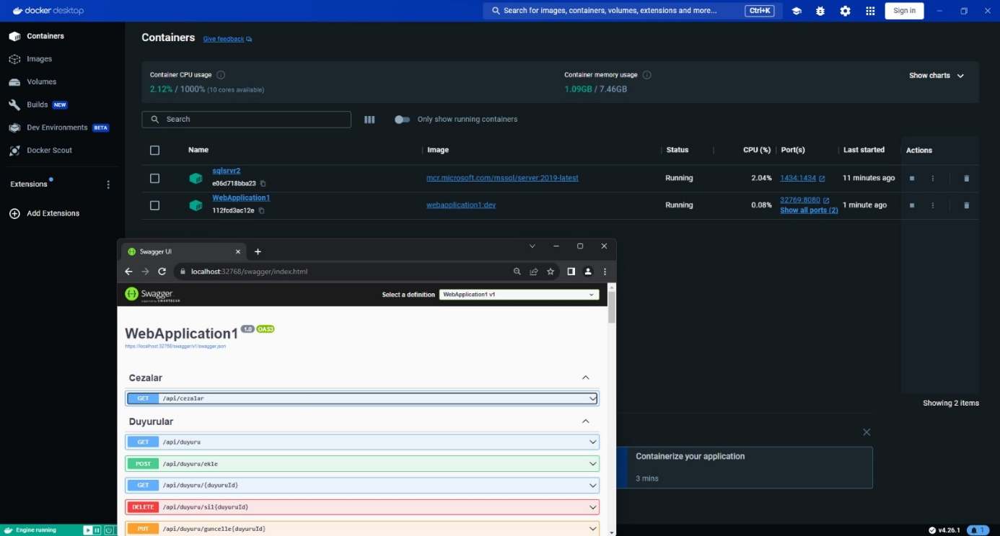 docker desktop
Search for images, containers, volumes, extensions and more... Ctrl+K Sign in
Containers
Images
Volumes
Builds NEW
Dev Environments BETA
Docker Scout
Extensions
Add Extensions
Containers Give feedback
Container CPU usage
2.12% / 1000% (10 cores available)
Container memory usage
1.09GB / 7.46GB
Show charts
Search
Only show running containers
Name Image Status CPU (%) Port(s) Last started Actions
sqlsrvr2
e06d718bba23
mcr.microsoft.com/mssql/server:2019-latest Running 2.04% 1434:1434 11 minutes ago
WebApplication1
112fcd3ac12e
webapplication1:dev Running 0.08% 32769:8080
Show all ports (2)
1 minute ago
Showing 2 items
Swagger UI
localhost:32768/swagger/index.html
Swagger
supported by SMARTBEAR
Select a definition WebApplication1 v1
WebApplication1 1.0 OAS3
https://localhost:32768/swagger/v1/swagger.json
Cezalar
GET /api/cezalar
Duyurular
GET /api/duyuru
POST /api/duyuru/ekle
GET /api/duyuru/{duyuruId}
DELETE /api/duyuru/sil{duyuruId}
PUT /api/duyuru/guncelle{duyuruId}
Containerize your application
3 mins
Engine running
v4.26.1 1